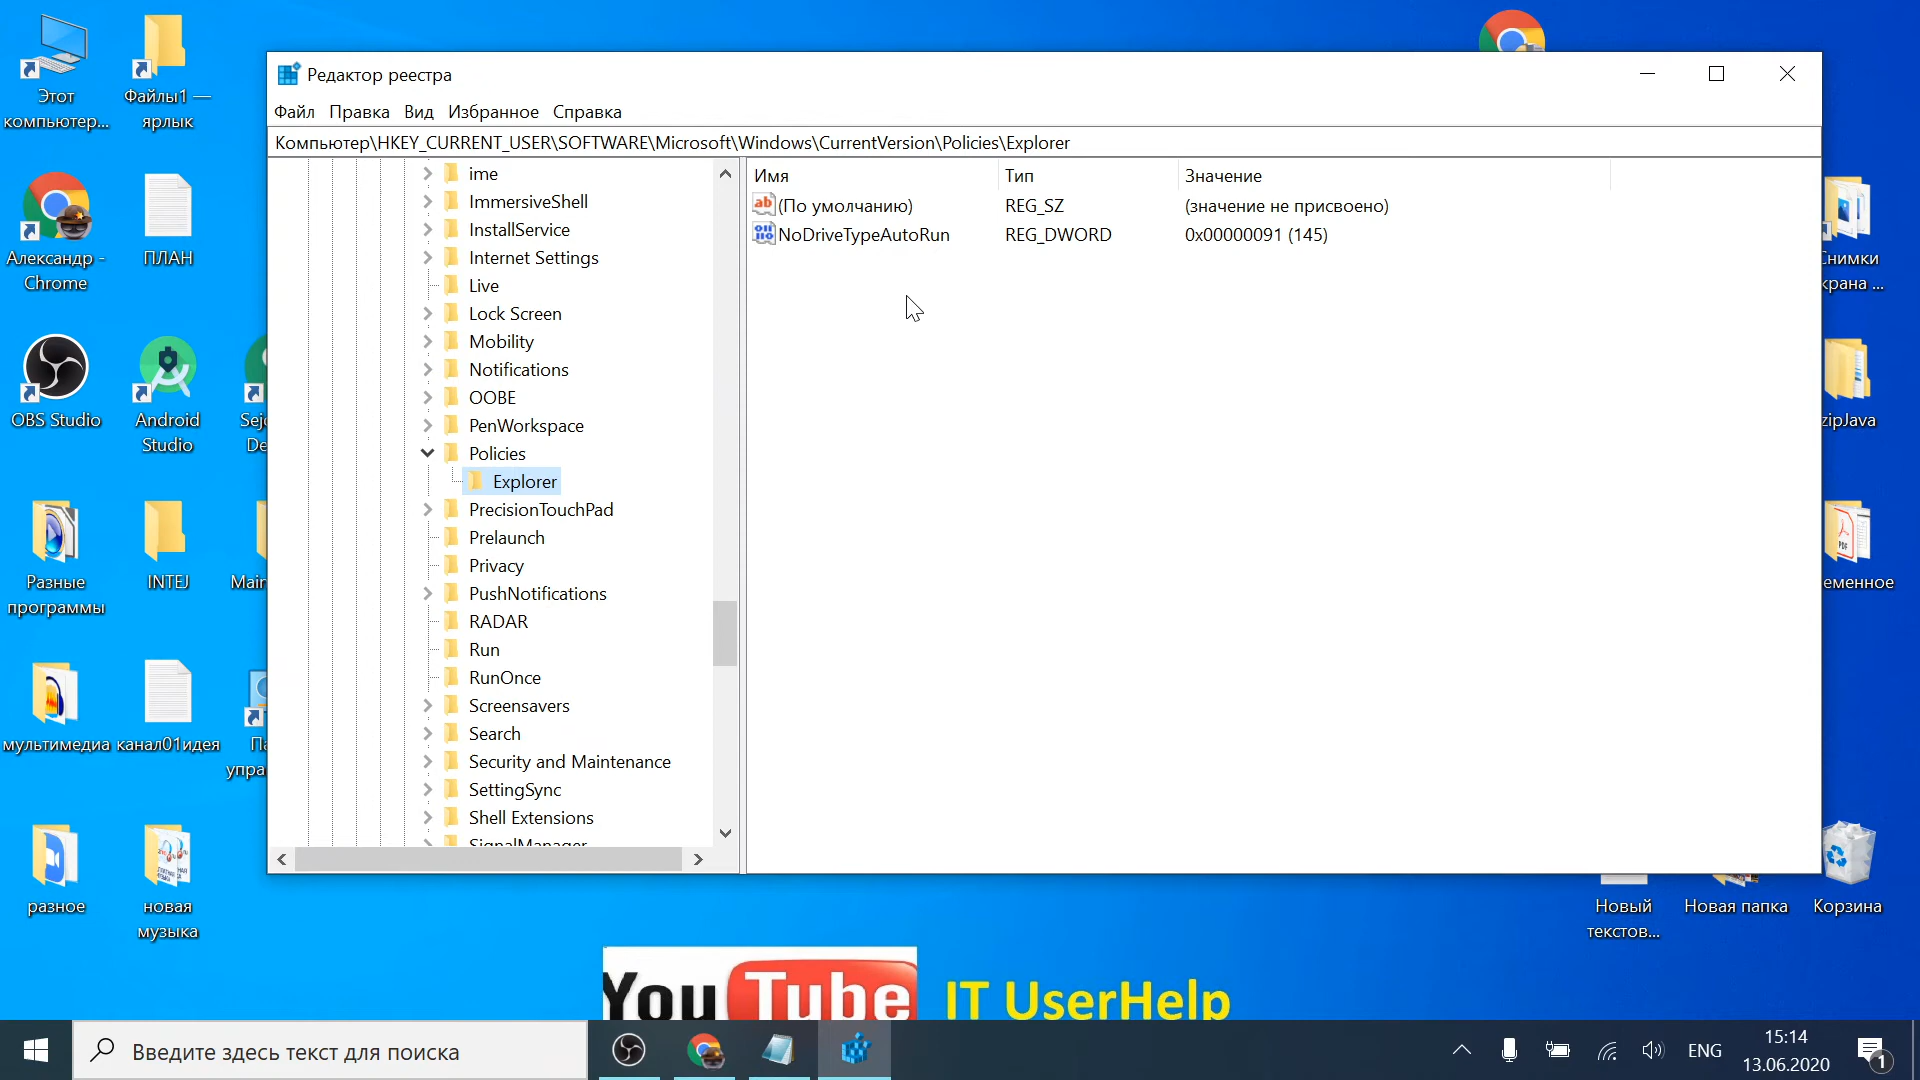 Этот
компьютер...
Файлы1 —
ярлык
Александр -
Chrome
ПЛАН
OBS Studio
Android
Studio
Разные
программы
INTEJ
мультимедиа
канал01идея
разное
новая
музыка
Редактор реестра
Файл Правка Вид Избранное Справка
Компьютер\HKEY_CURRENT_USER\SOFTWARE\Microsoft\Windows\CurrentVersion\Policies\Explorer
ime
ImmersiveShell
InstallService
Internet Settings
Live
Lock Screen
Mobility
Notifications
OOBE
PenWorkspace
Policies
Explorer
PrecisionTouchPad
Prelaunch
Privacy
PushNotifications
RADAR
Run
RunOnce
Screensavers
Search
Security and Maintenance
SettingSync
Shell Extensions
SignalManager
Имя Тип Значение
(По умолчанию) REG_SZ (значение не присвоено)
NoDriveTypeAutoRun REG_DWORD 0x00000091 (145)
Снимки
крана ...
zipJava
еменное
Новый
текстов...
Новая папка
Корзина
YouTube
IT UserHelp
Введите здесь текст для поиска
ENG
15:14
13.06.2020
1